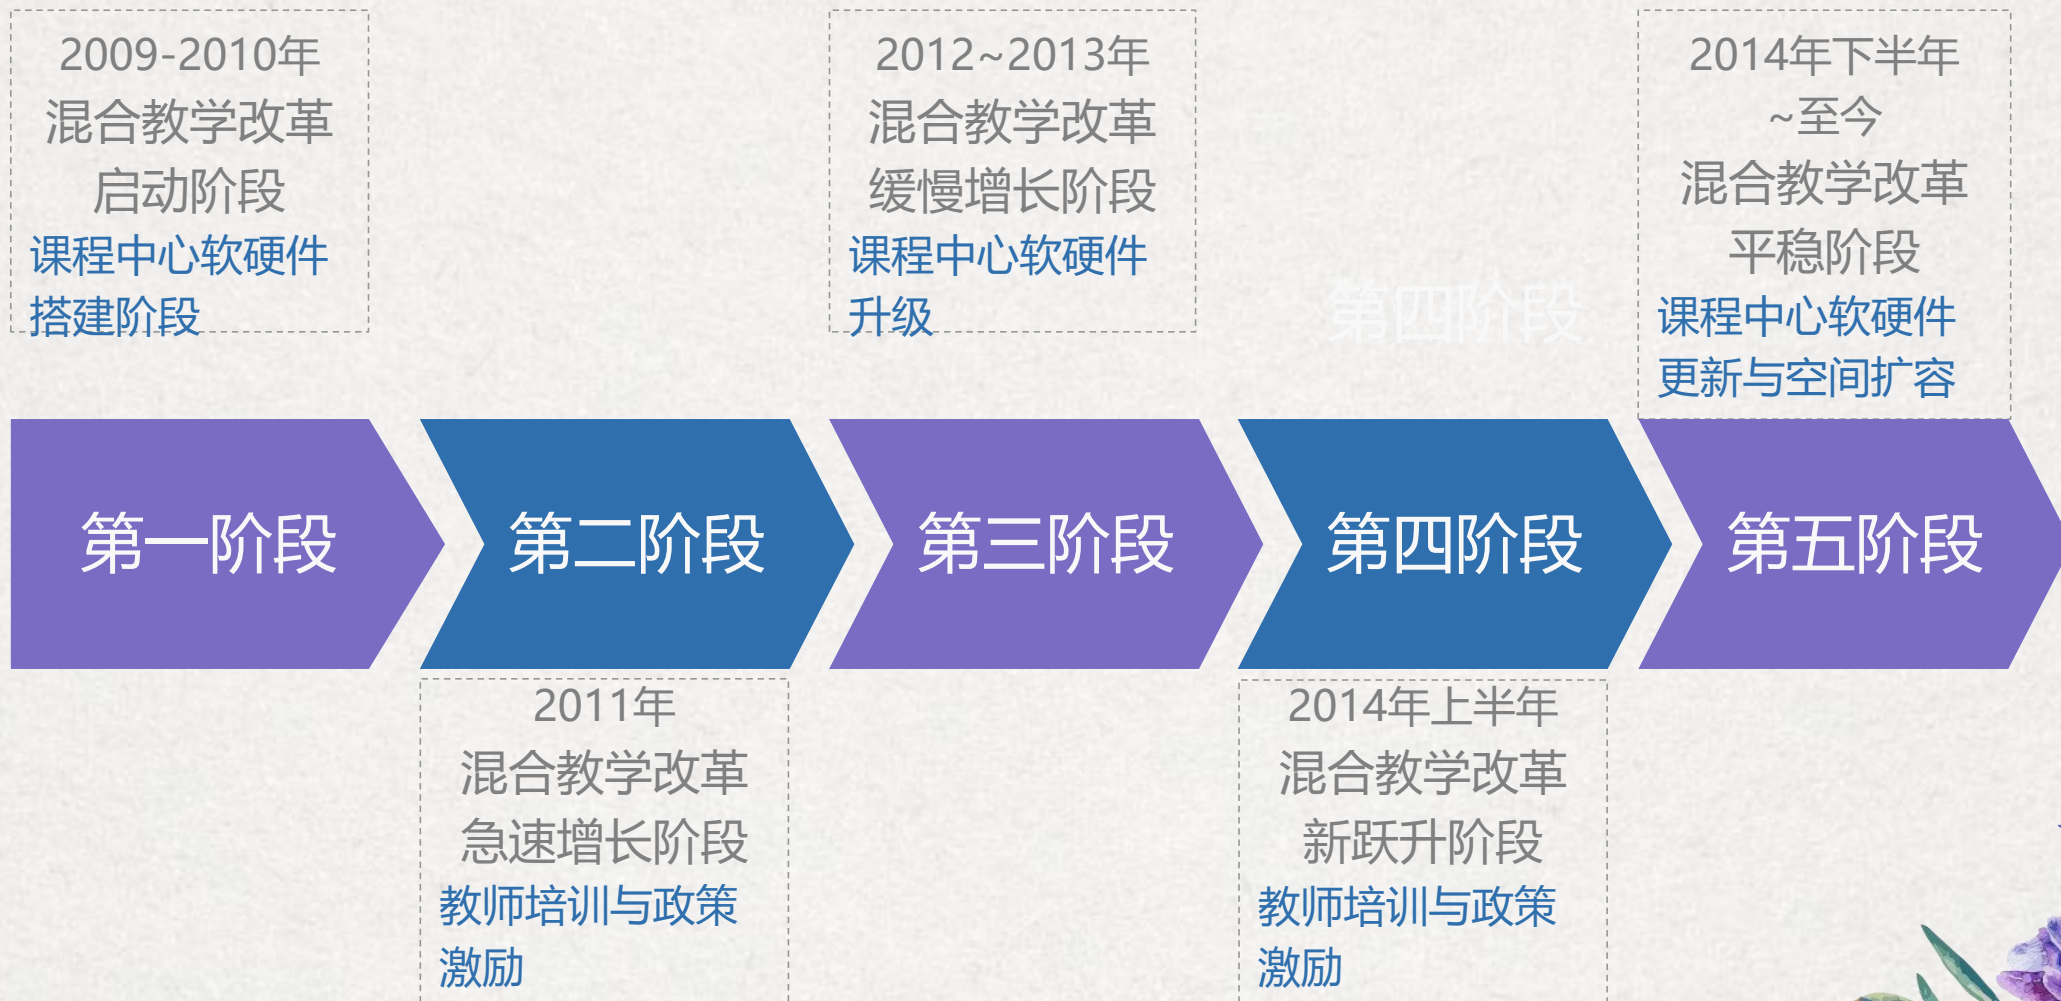 2009-2010年
混合教学改革
启动阶段
课程中心软硬件
搭建阶段
2012~2013年
混合教学改革
缓慢增长阶段
课程中心软硬件
升级
第四阶段
2014年下半年
~至今
混合教学改革
平稳阶段
课程中心软硬件
更新与空间扩容
第一阶段
第二阶段
第三阶段
第四阶段
第五阶段
2011年
混合教学改革
急速增长阶段
教师培训与政策
激励
2014年上半年
混合教学改革
新跃升阶段
教师培训与政策
激励